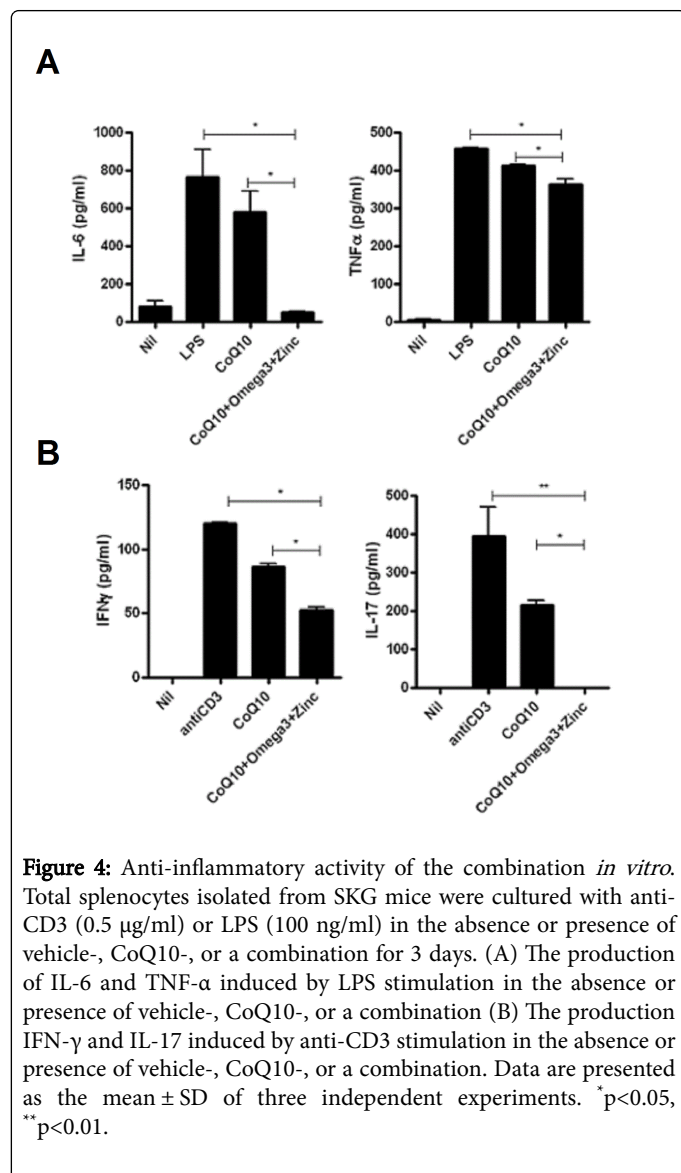 A
*
*
IL-6 (pg/ml)
1000
800
600
400
200
0
Nil
LPS
CoQ10
CoQ10+Omega3+Zinc
*
*
TNFα (pg/ml)
500
400
300
200
100
0
Nil
LPS
CoQ10
CoQ10+Omega3+Zinc
B
*
*
IFNγ (pg/ml)
150
100
50
0
Nil
antiCD3
CoQ10
CoQ10+Omega3+Zinc
**
*
IL-17 (pg/ml)
500
400
300
200
100
0
Nil
antiCD3
CoQ10
CoQ10+Omega3+Zinc
Figure 4: Anti-inflammatory activity of the combination in vitro.
Total splenocytes isolated from SKG mice were cultured with anti-
CD3 (0.5 μg/ml) or LPS (100 ng/ml) in the absence or presence of
vehicle-, CoQ10-, or a combination for 3 days. (A) The production
of IL-6 and TNF-α induced by LPS stimulation in the absence or
presence of vehicle-, CoQ10-, or a combination (B) The production
IFN-γ and IL-17 induced by anti-CD3 stimulation in the absence or
presence of vehicle-, CoQ10-, or a combination. Data are presented
as the mean ± SD of three independent experiments. *p<0.05,
**p<0.01.